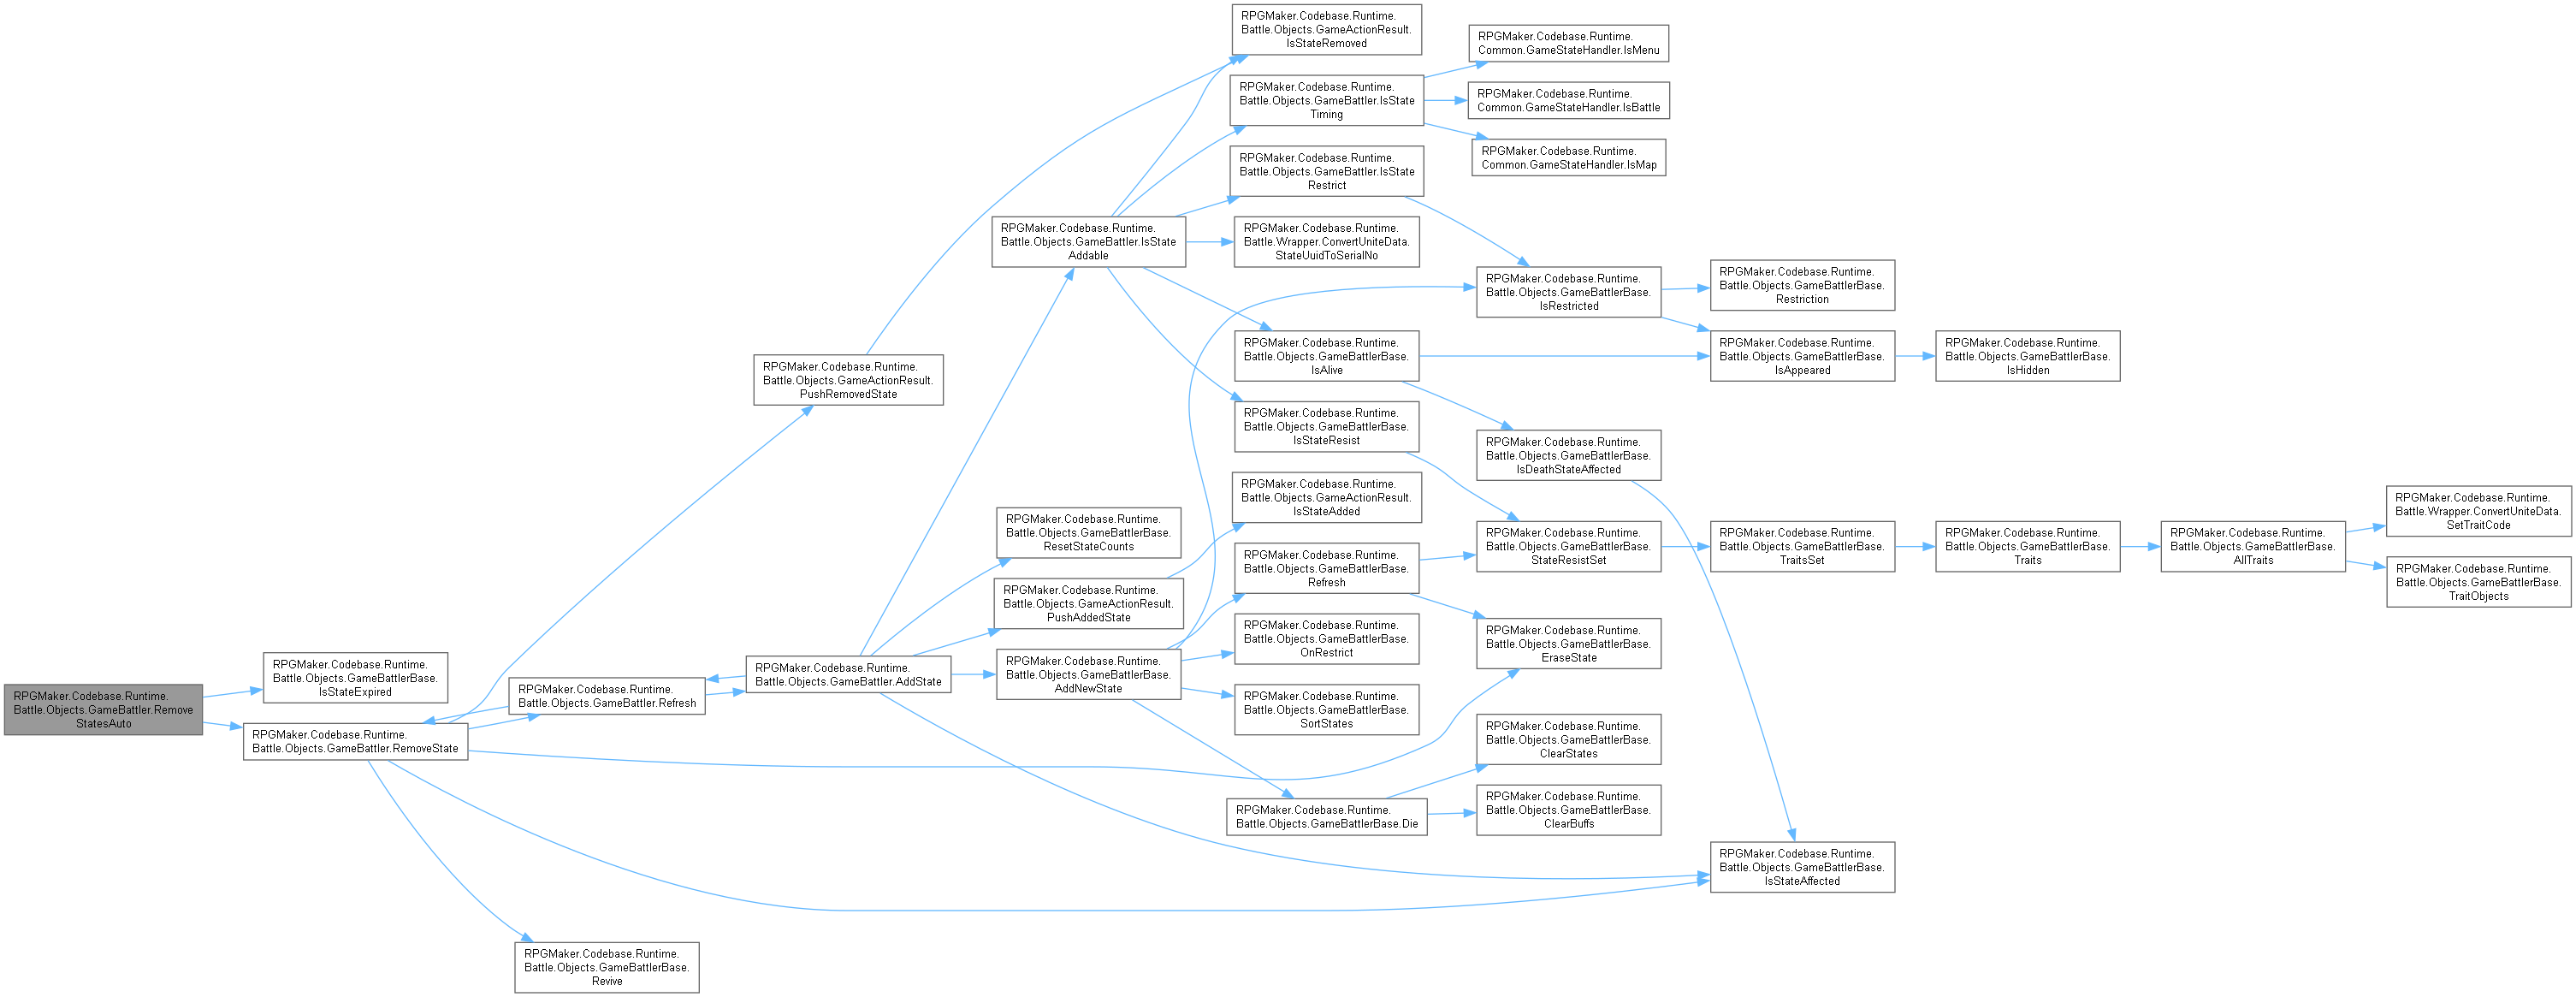 RPGMaker.Codebase.Runtime.
Battle.Objects.GameBattler.Remove
StatesAuto
RPGMaker.Codebase.Runtime.
Battle.Objects.GameBattlerBase.
IsStateExpired
RPGMaker.Codebase.Runtime.
Battle.Objects.GameBattler.RemoveState
RPGMaker.Codebase.Runtime.
Battle.Objects.GameBattler.Refresh
RPGMaker.Codebase.Runtime.
Battle.Objects.GameBattlerBase.
Revive
RPGMaker.Codebase.Runtime.
Battle.Objects.GameActionResult.
PushRemovedState
RPGMaker.Codebase.Runtime.
Battle.Objects.GameBattler.AddState
RPGMaker.Codebase.Runtime.
Battle.Objects.GameBattler.IsState
Addable
RPGMaker.Codebase.Runtime.
Battle.Objects.GameBattlerBase.
ResetStateCounts
RPGMaker.Codebase.Runtime.
Battle.Objects.GameActionResult.
PushAddedState
RPGMaker.Codebase.Runtime.
Battle.Objects.GameBattlerBase.
AddNewState
RPGMaker.Codebase.Runtime.
Battle.Objects.GameActionResult.
IsStateRemoved
RPGMaker.Codebase.Runtime.
Battle.Objects.GameBattler.IsState
Timing
RPGMaker.Codebase.Runtime.
Battle.Objects.GameBattler.IsState
Restrict
RPGMaker.Codebase.Runtime.
Battle.Wrapper.ConvertUniteData.
StateUuidToSerialNo
RPGMaker.Codebase.Runtime.
Battle.Objects.GameBattlerBase.
IsAlive
RPGMaker.Codebase.Runtime.
Battle.Objects.GameBattlerBase.
IsStateResist
RPGMaker.Codebase.Runtime.
Battle.Objects.GameActionResult.
IsStateAdded
RPGMaker.Codebase.Runtime.
Battle.Objects.GameBattlerBase.
Refresh
RPGMaker.Codebase.Runtime.
Battle.Objects.GameBattlerBase.
OnRestrict
RPGMaker.Codebase.Runtime.
Battle.Objects.GameBattlerBase.
SortStates
RPGMaker.Codebase.Runtime.
Battle.Objects.GameBattlerBase.Die
RPGMaker.Codebase.Runtime.
Common.GameStateHandler.IsMenu
RPGMaker.Codebase.Runtime.
Common.GameStateHandler.IsBattle
RPGMaker.Codebase.Runtime.
Common.GameStateHandler.IsMap
RPGMaker.Codebase.Runtime.
Battle.Objects.GameBattlerBase.
IsRestricted
RPGMaker.Codebase.Runtime.
Battle.Objects.GameBattlerBase.
IsDeathStateAffected
RPGMaker.Codebase.Runtime.
Battle.Objects.GameBattlerBase.
StateResistSet
RPGMaker.Codebase.Runtime.
Battle.Objects.GameBattlerBase.
EraseState
RPGMaker.Codebase.Runtime.
Battle.Objects.GameBattlerBase.
ClearStates
RPGMaker.Codebase.Runtime.
Battle.Objects.GameBattlerBase.
ClearBuffs
RPGMaker.Codebase.Runtime.
Battle.Objects.GameBattlerBase.
Restriction
RPGMaker.Codebase.Runtime.
Battle.Objects.GameBattlerBase.
IsAppeared
RPGMaker.Codebase.Runtime.
Battle.Objects.GameBattlerBase.
TraitsSet
RPGMaker.Codebase.Runtime.
Battle.Objects.GameBattlerBase.
IsStateAffected
RPGMaker.Codebase.Runtime.
Battle.Objects.GameBattlerBase.
IsHidden
RPGMaker.Codebase.Runtime.
Battle.Objects.GameBattlerBase.
Traits
RPGMaker.Codebase.Runtime.
Battle.Objects.GameBattlerBase.
AllTraits
RPGMaker.Codebase.Runtime.
Battle.Wrapper.ConvertUniteData.
SetTraitCode
RPGMaker.Codebase.Runtime.
Battle.Objects.GameBattlerBase.
TraitObjects